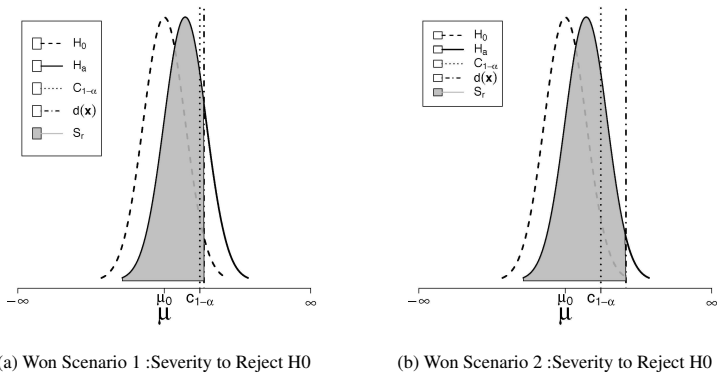 H₀
Hₐ
C₁₋α
d(x)
Sᵣ
−∞
μ₀
c₁₋α
∞
μ
H₀
Hₐ
C₁₋α
d(x)
Sᵣ
−∞
μ₀
c₁₋α
∞
μ
(a) Won Scenario 1 :Severity to Reject H0
(b) Won Scenario 2 :Severity to Reject H0